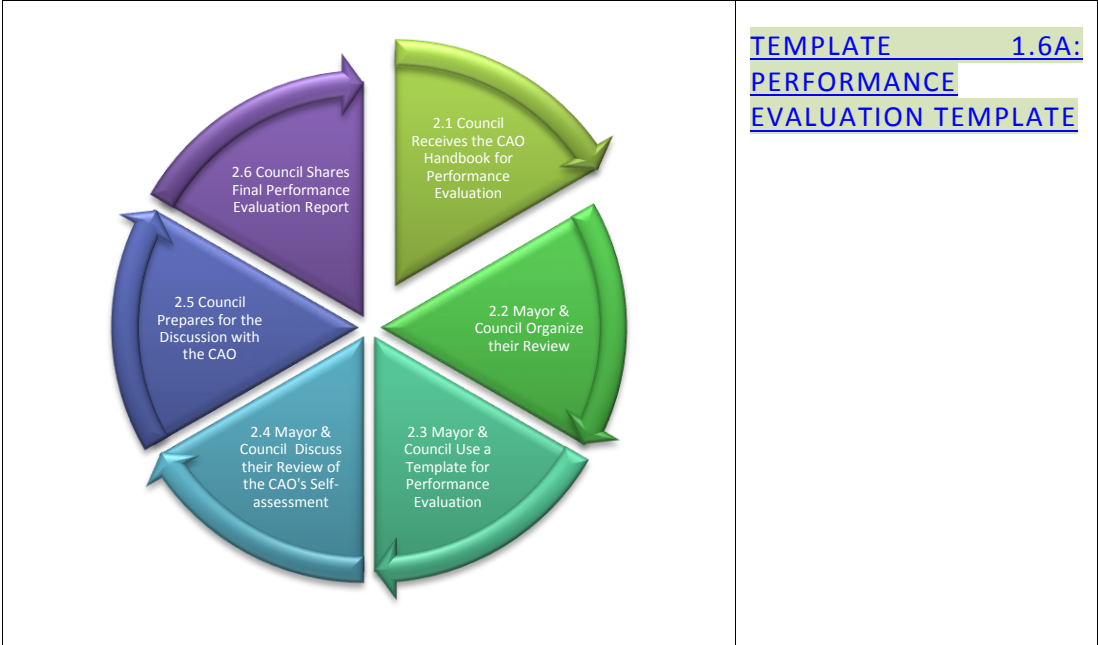 2.1 Council
Receives the CAO
Handbook for
Performance
Evaluation
2.2 Mayor &
Council Organize
their Review
2.3 Mayor &
Council Use a
Template for
Performance
Evaluation
2.4 Mayor &
Council Discuss
their Review of
the CAO's Self-
assessment
2.5 Council
Prepares for the
Discussion with
the CAO
2.6 Council Shares
Final Performance
Evaluation Report
TEMPLATE 1.6A:
PERFORMANCE
EVALUATION TEMPLATE